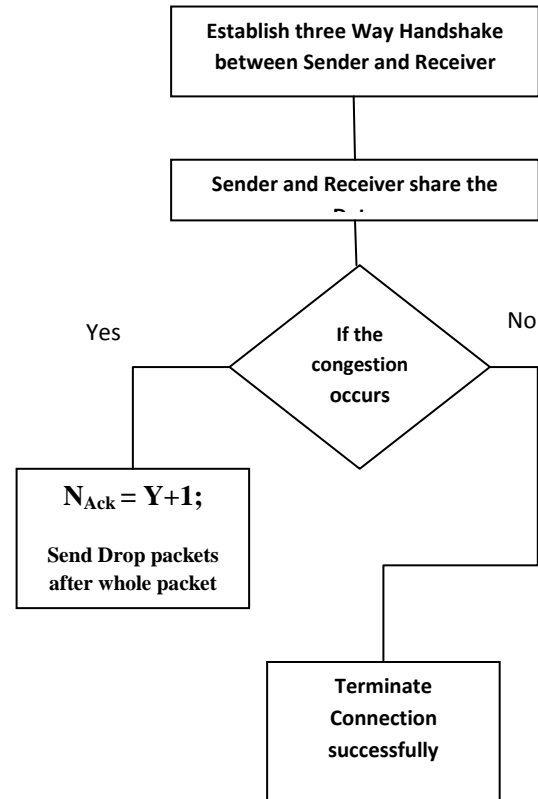 Establish three Way Handshake
between Sender and Receiver
Sender and Receiver share the
If the
congestion
occurs
Yes
No
N_Ack = Y+1;
Send Drop packets
after whole packet
Terminate
Connection
successfully